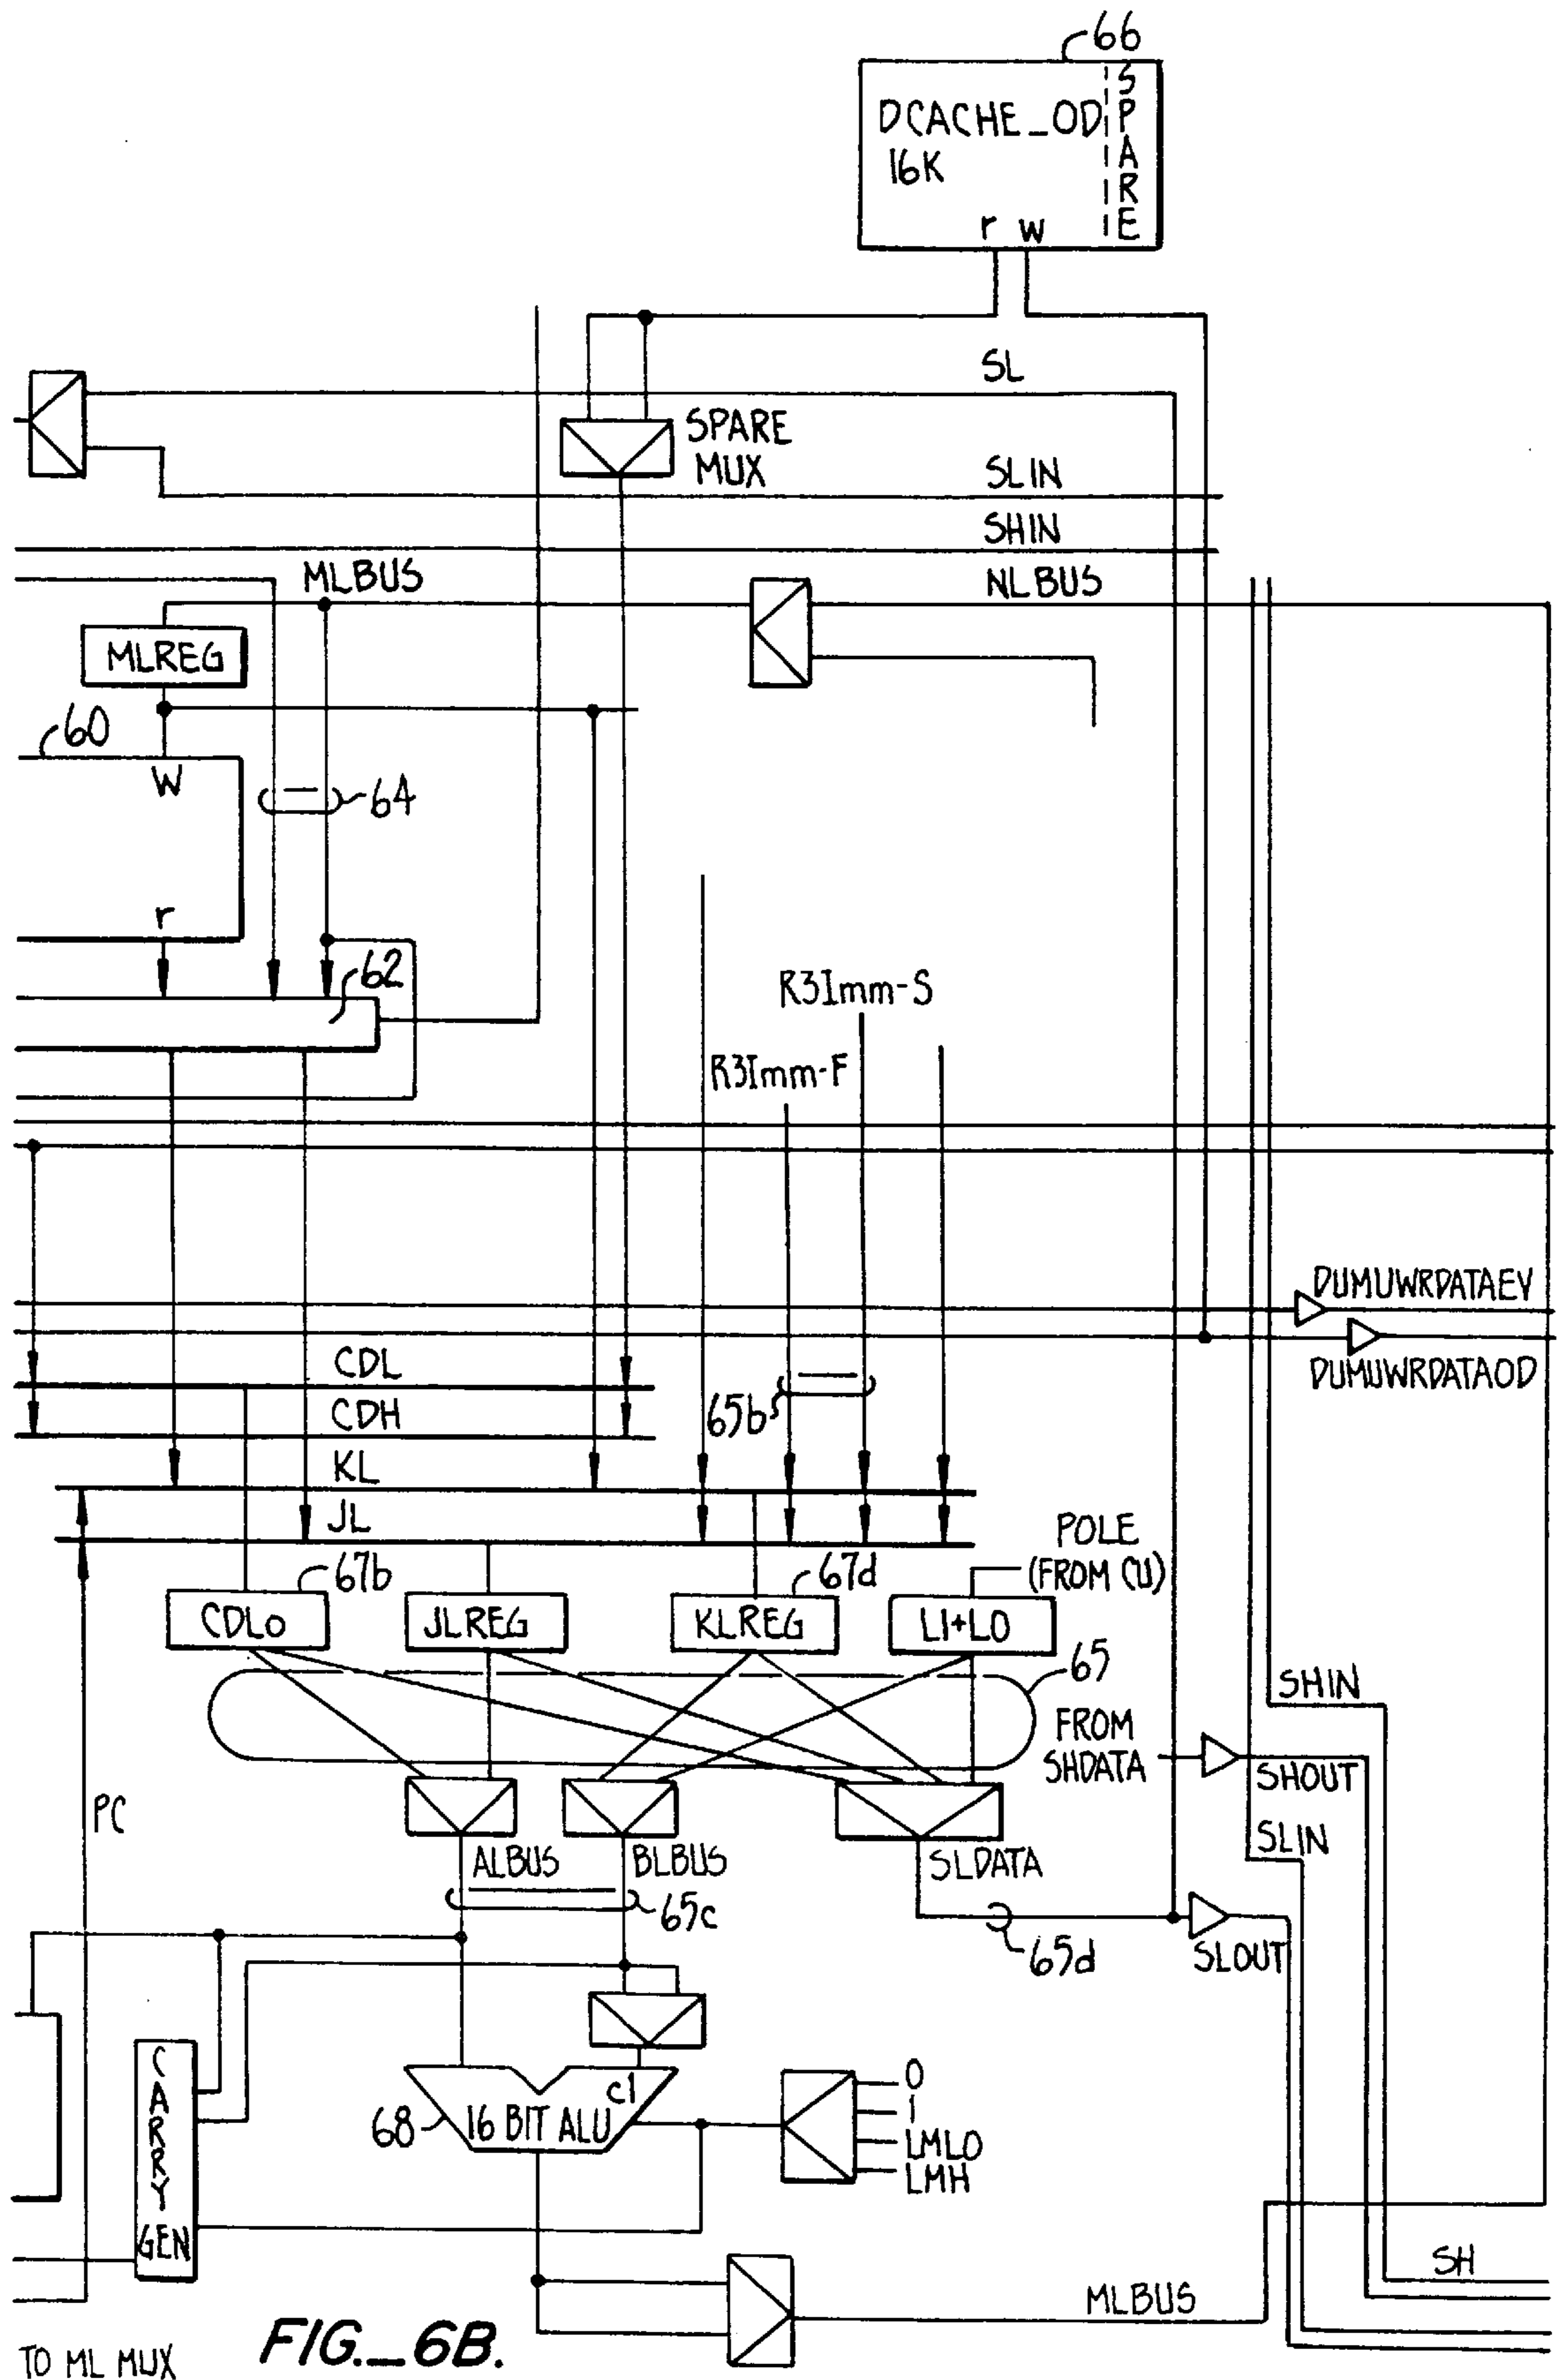 66
DCACHE_OD
16K
SPARE
r w
SL
SPARE
MUX
SLIN
SHIN
MLBUS
NLBUS
MLREG
60
W
64
r
62
R3Imm-S
R3Imm-F
DUMUWRDATAEV
CDL
DUMUWRDATAOD
CDH
65b
KL
JL
POLE
(FROM CU)
67b
67d
CDLO
JLREG
KLREG
LI+LO
65
SHIN
FROM
SHDATA
SHOUT
PC
SLIN
ALBUS
BLBUS
SLDATA
65c
65d
SLOUT
CARRY
GEN
c1
68
16 BIT ALU
0
1
LMLO
LMH
SH
MLBUS
TO ML MUX
FIG._6B.